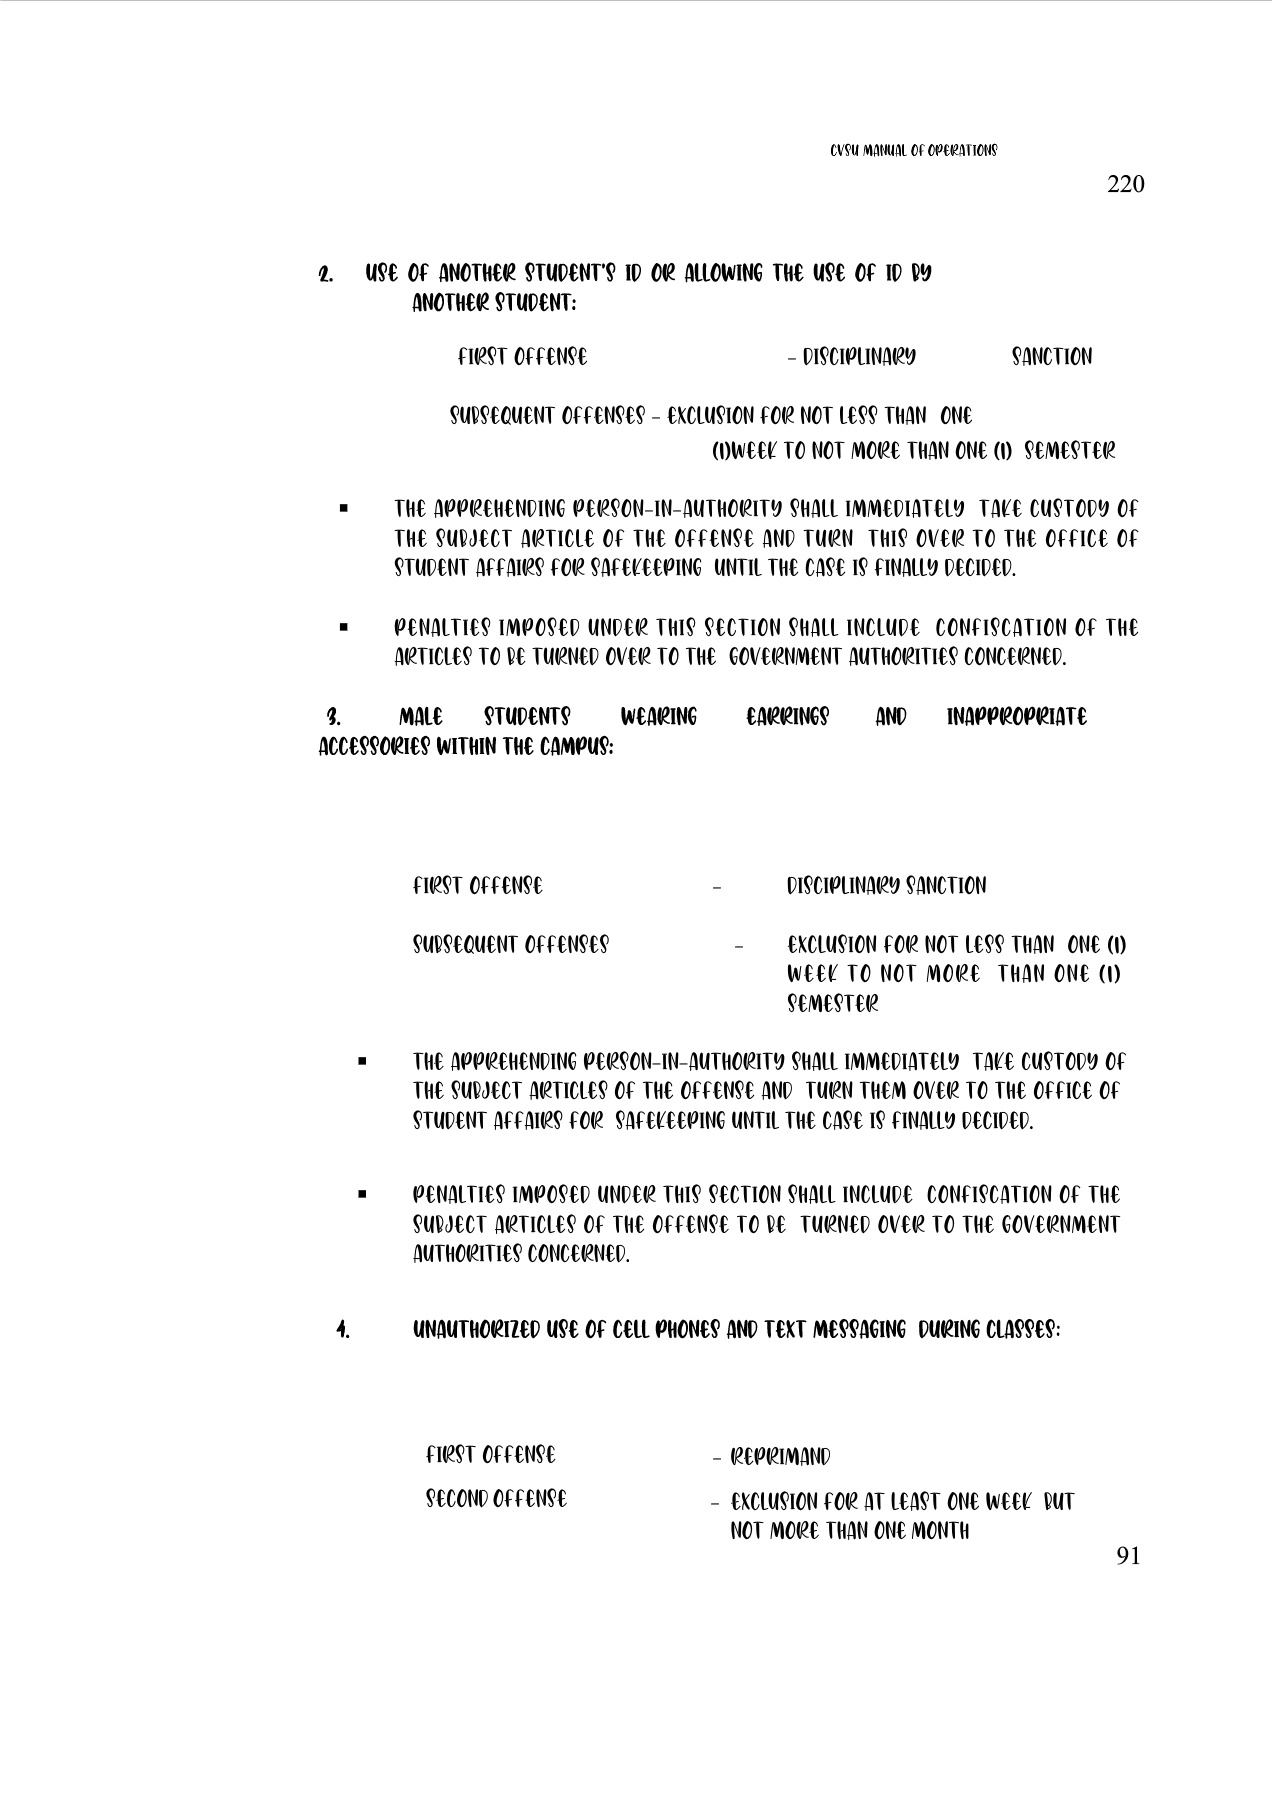 CVSU MANUAL OF OPERATIONS
220
2. USE OF ANOTHER STUDENT'S ID OR ALLOWING THE USE OF ID BY
ANOTHER STUDENT:
FIRST OFFENSE – DISCIPLINARY SANCTION
SUBSEQUENT OFFENSES – EXCLUSION FOR NOT LESS THAN ONE
(1)WEEK TO NOT MORE THAN ONE (1) SEMESTER
▪ THE APPREHENDING PERSON-IN-AUTHORITY SHALL IMMEDIATELY TAKE CUSTODY OF
THE SUBJECT ARTICLE OF THE OFFENSE AND TURN THIS OVER TO THE OFFICE OF
STUDENT AFFAIRS FOR SAFEKEEPING UNTIL THE CASE IS FINALLY DECIDED.
▪ PENALTIES IMPOSED UNDER THIS SECTION SHALL INCLUDE CONFISCATION OF THE
ARTICLES TO BE TURNED OVER TO THE GOVERNMENT AUTHORITIES CONCERNED.
3. MALE STUDENTS WEARING EARRINGS AND INAPPROPRIATE
ACCESSORIES WITHIN THE CAMPUS:
FIRST OFFENSE – DISCIPLINARY SANCTION
SUBSEQUENT OFFENSES – EXCLUSION FOR NOT LESS THAN ONE (1)
WEEK TO NOT MORE THAN ONE (1)
SEMESTER
▪ THE APPREHENDING PERSON-IN-AUTHORITY SHALL IMMEDIATELY TAKE CUSTODY OF
THE SUBJECT ARTICLES OF THE OFFENSE AND TURN THEM OVER TO THE OFFICE OF
STUDENT AFFAIRS FOR SAFEKEEPING UNTIL THE CASE IS FINALLY DECIDED.
▪ PENALTIES IMPOSED UNDER THIS SECTION SHALL INCLUDE CONFISCATION OF THE
SUBJECT ARTICLES OF THE OFFENSE TO BE TURNED OVER TO THE GOVERNMENT
AUTHORITIES CONCERNED.
4. UNAUTHORIZED USE OF CELL PHONES AND TEXT MESSAGING DURING CLASSES:
FIRST OFFENSE – REPRIMAND
SECOND OFFENSE – EXCLUSION FOR AT LEAST ONE WEEK BUT
NOT MORE THAN ONE MONTH
91